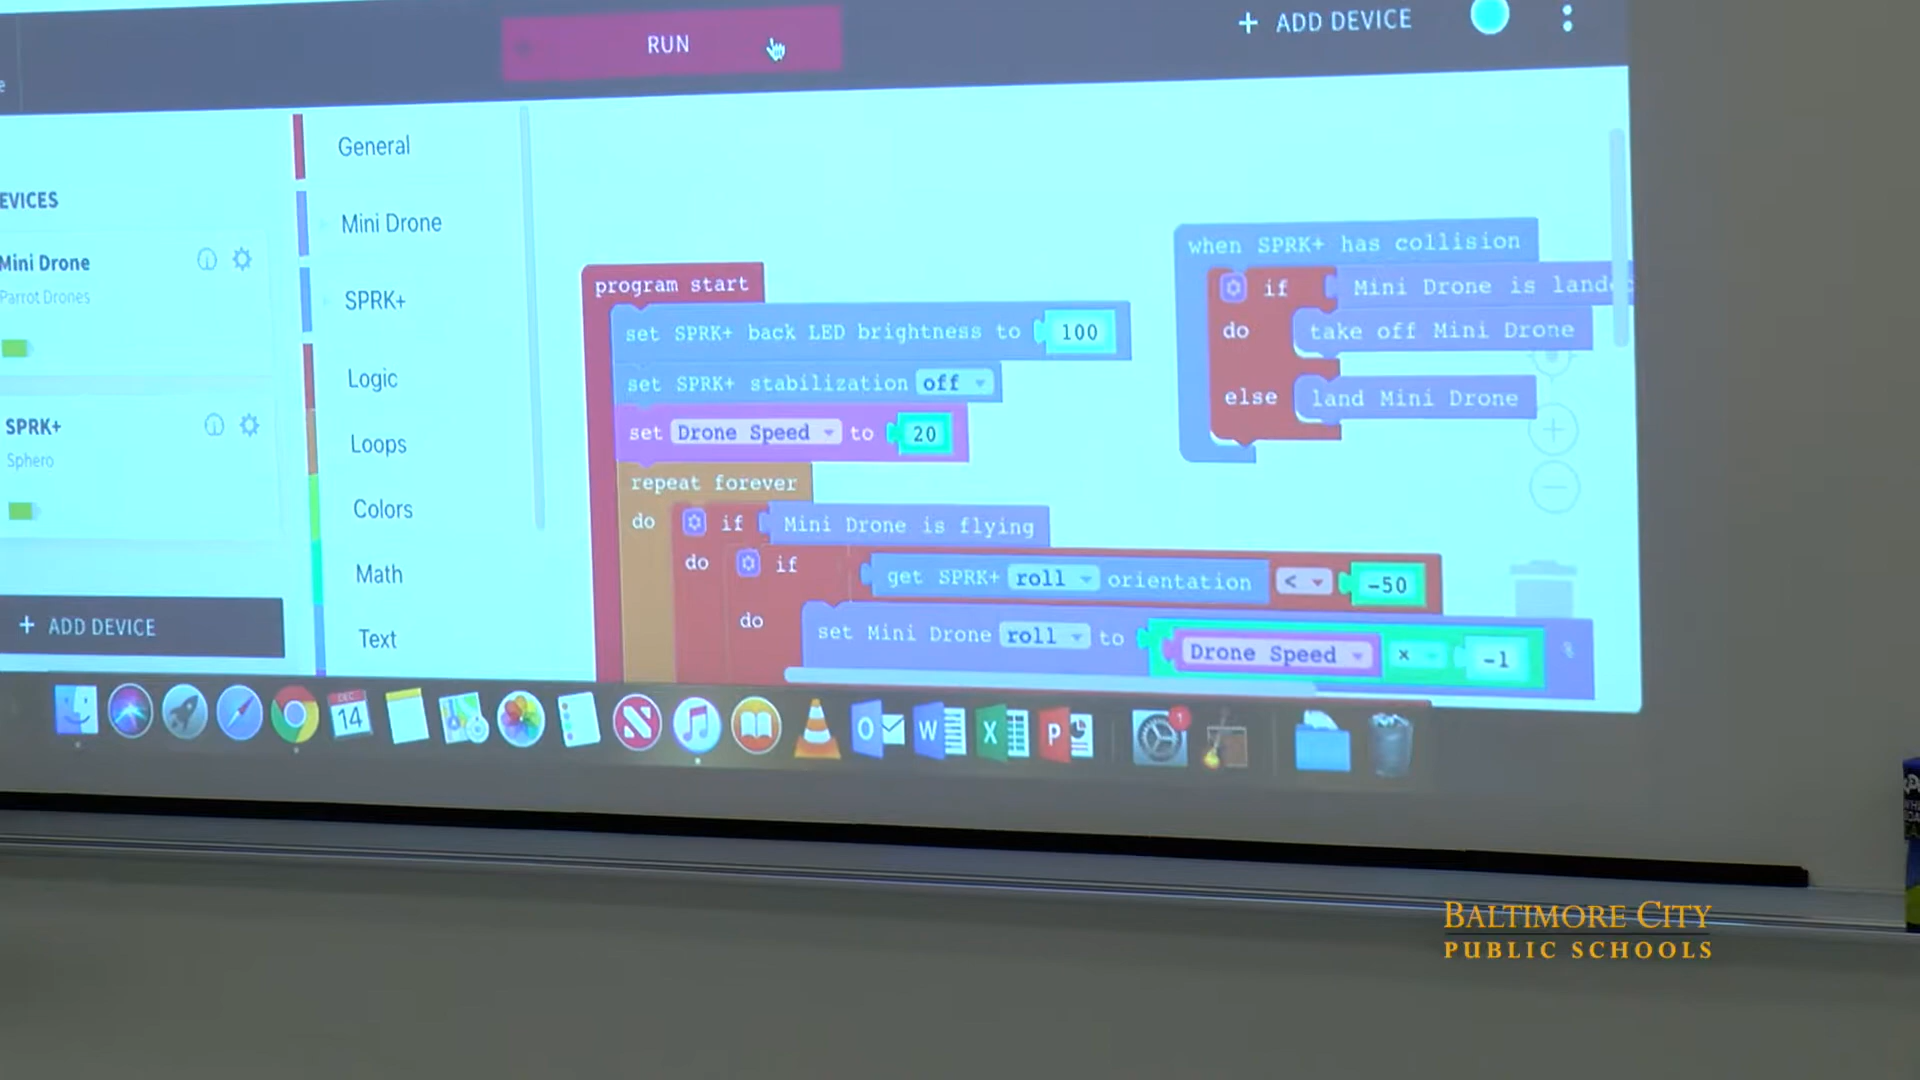 RUN
+ ADD DEVICE
EVICES
Mini Drone
Parrot Drones
SPRK+
Sphero
+ ADD DEVICE
General
Mini Drone
SPRK+
Logic
Loops
Colors
Math
Text
program start
set SPRK+ back LED brightness to 100
set SPRK+ stabilization off
set Drone Speed to 20
repeat forever
do if Mini Drone is flying
do if get SPRK+ roll orientation < -50
do set Mini Drone roll to Drone Speed × -1 %
when SPRK+ has collision
if Mini Drone is lande
do take off Mini Drone
else land Mini Drone
DEC
14
1
BALTIMORE CITY
PUBLIC SCHOOLS